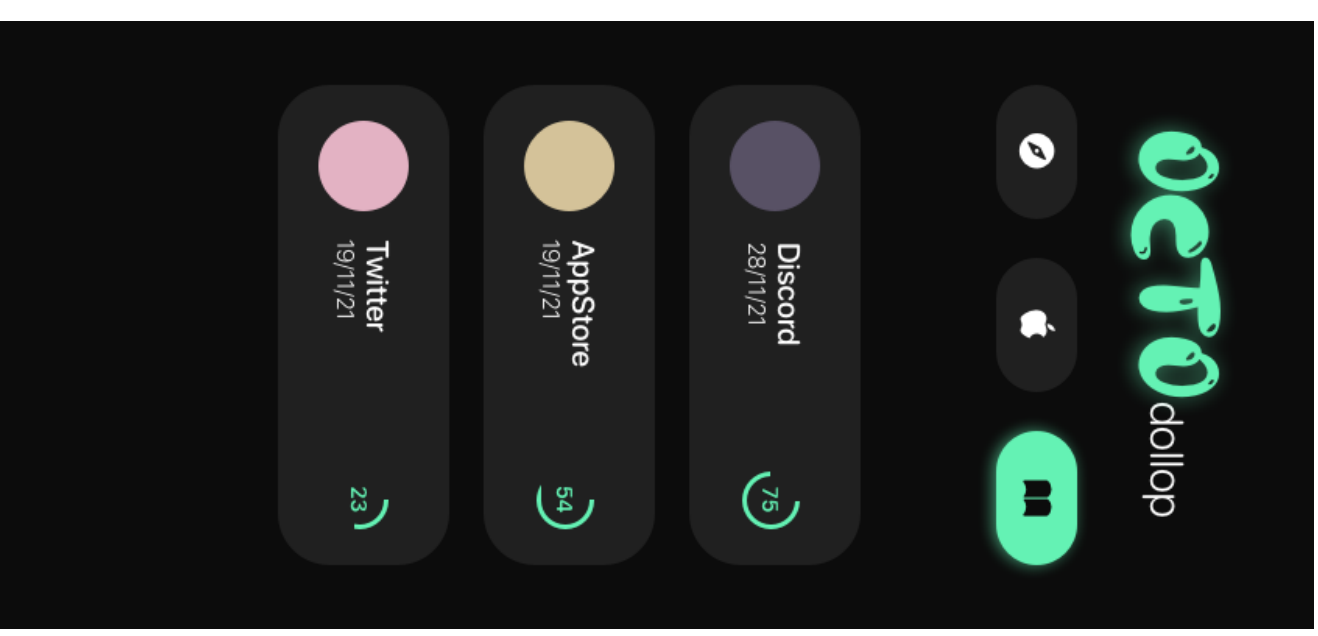 OCTO dollop
Discord
28/11/21
75
AppStore
19/11/21
54
Twitter
19/11/21
23